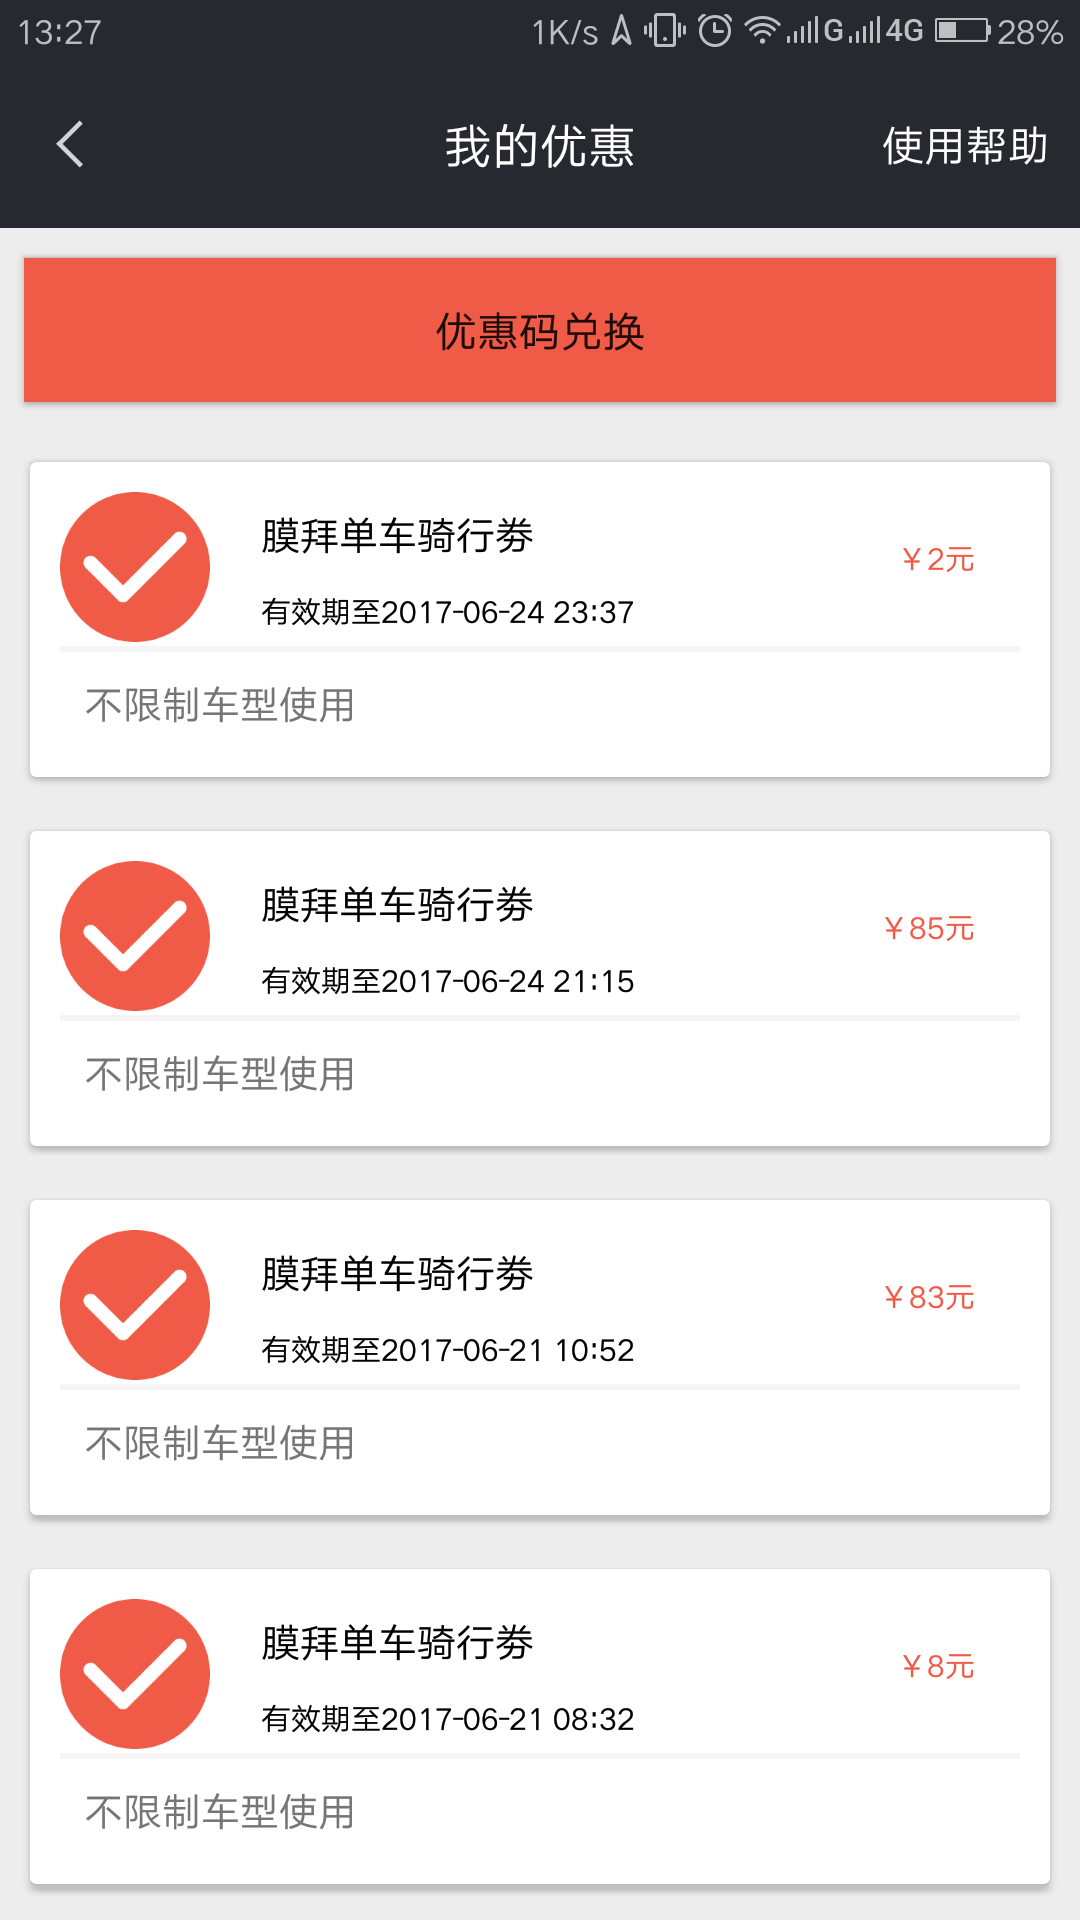 13:27 1K/s G 4G 28%
我的优惠 使用帮助
优惠码兑换
膜拜单车骑行券
¥2元
有效期至2017-06-24 23:37
不限制车型使用
膜拜单车骑行券
¥85元
有效期至2017-06-24 21:15
不限制车型使用
膜拜单车骑行券
¥83元
有效期至2017-06-21 10:52
不限制车型使用
膜拜单车骑行券
¥8元
有效期至2017-06-21 08:32
不限制车型使用